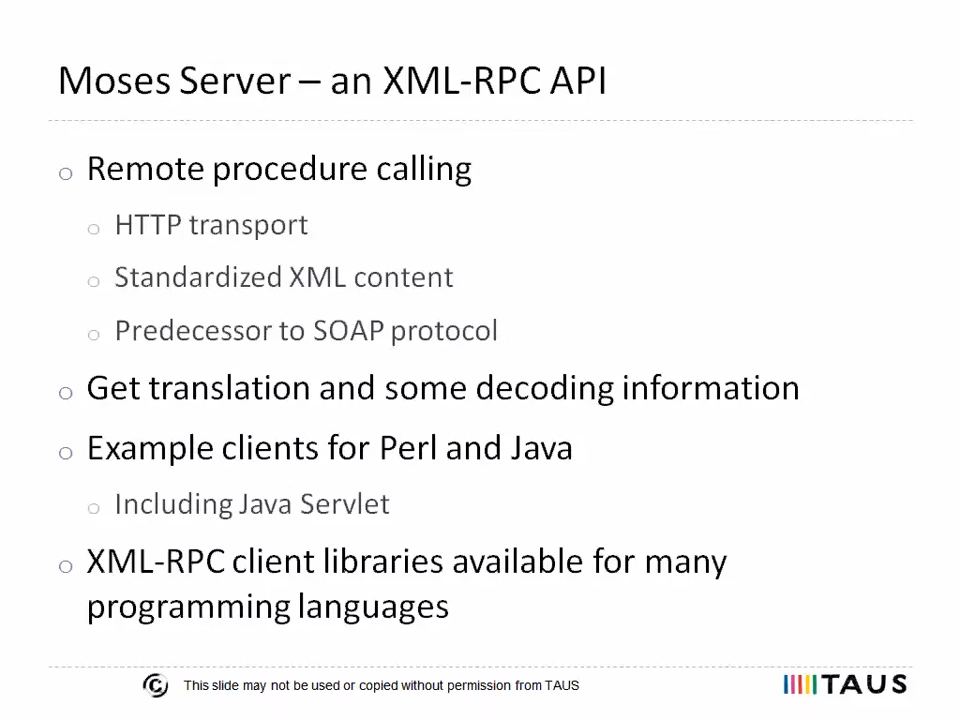 Moses Server – an XML-RPC API
o Remote procedure calling
o HTTP transport
o Standardized XML content
o Predecessor to SOAP protocol
o Get translation and some decoding information
o Example clients for Perl and Java
o Including Java Servlet
o XML-RPC client libraries available for many
programming languages
© This slide may not be used or copied without permission from TAUS
TAUS